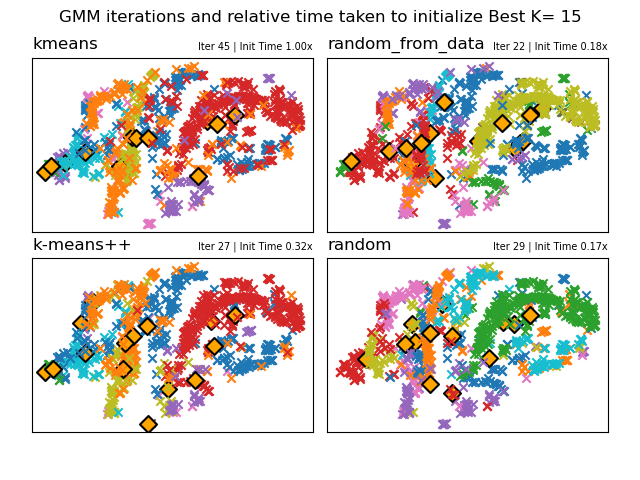 GMM iterations and relative time taken to initialize Best K= 15
kmeans
Iter 45 | Init Time 1.00x
random_from_data
Iter 22 | Init Time 0.18x
k-means++
Iter 27 | Init Time 0.32x
random
Iter 29 | Init Time 0.17x